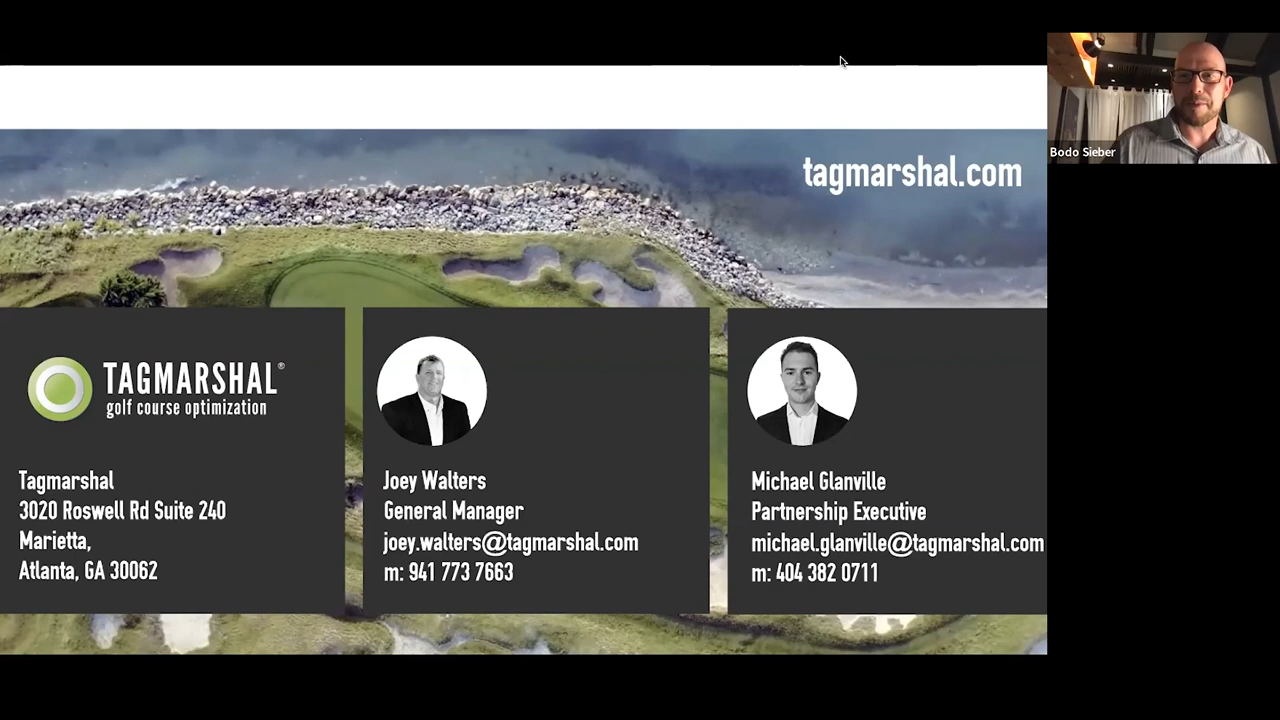 tagmarshal.com
Bodo Sieber
TAGMARSHAL®
golf course optimization
Tagmarshal
3020 Roswell Rd Suite 240
Marietta,
Atlanta, GA 30062
Joey Walters
General Manager
joey.walters@tagmarshal.com
m: 941 773 7663
Michael Glanville
Partnership Executive
michael.glanville@tagmarshal.com
m: 404 382 0711